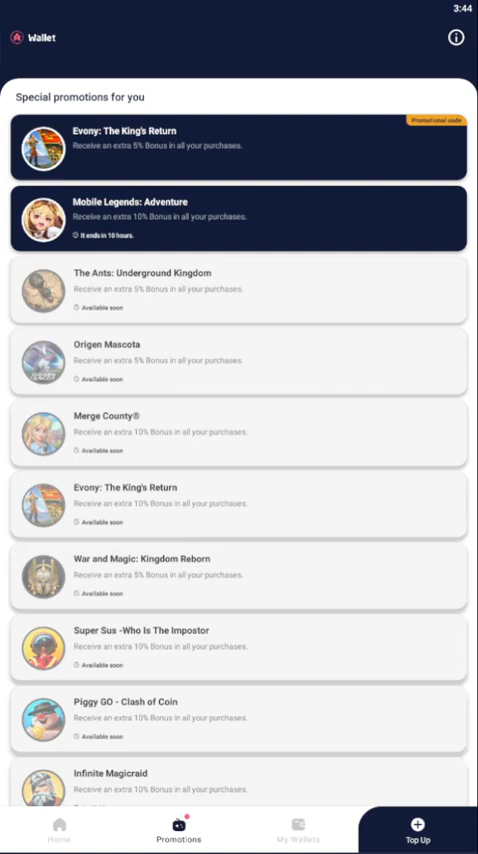 3:44
Wallet
Special promotions for you
Promotional code
Evony: The King's Return
Receive an extra 5% Bonus in all your purchases.
Mobile Legends: Adventure
Receive an extra 10% Bonus in all your purchases.
It ends in 10 hours.
The Ants: Underground Kingdom
Receive an extra 5% Bonus in all your purchases.
Available soon
Origen Mascota
Receive an extra 5% Bonus in all your purchases.
Available soon
Merge County®
Receive an extra 10% Bonus in all your purchases.
Available soon
Evony: The King's Return
Receive an extra 10% Bonus in all your purchases.
Available soon
War and Magic: Kingdom Reborn
Receive an extra 5% Bonus in all your purchases.
Available soon
Super Sus -Who Is The Impostor
Receive an extra 10% Bonus in all your purchases.
Available soon
Piggy GO - Clash of Coin
Receive an extra 10% Bonus in all your purchases.
Available soon
Infinite Magicraid
Receive an extra 10% Bonus in all your purchases.
Home
Promotions
My Wallets
Top Up